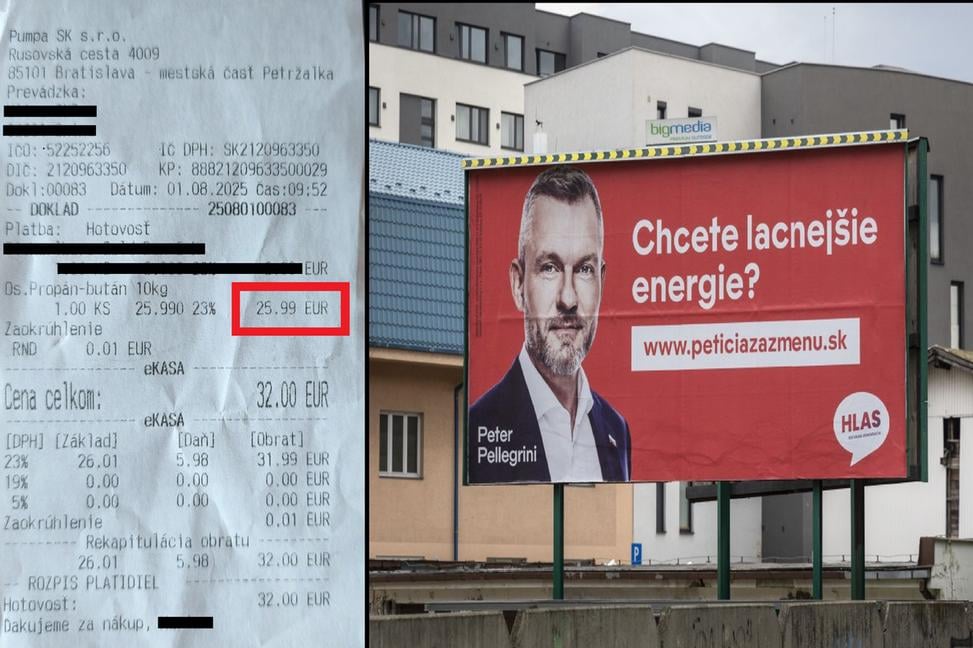 Pumpa SK s.r.o.
Rusovská cesta 4009
85101 Bratislava - mestská časť Petržalka
Prevádzka:
IČO: 52252256 IČ DPH: SK2120963350
DIČ: 2120963350 KP: 88821209633500029
Dokl:00083 Dátum: 01.08.2025 Čas:09:52
DOKLAD 25080100083
Platba: Hotovosť
EUR
Os.Propán-bután 10kg
1.00 KS 25.990 23% 25.99 EUR
Zaokrúhlenie
RND 0.01 EUR
eKASA
Cena celkom: 32.00 EUR
eKASA
[DPH] [Základ] [Daň] [Obrat]
23% 26.01 5.98 31.99 EUR
19% 0.00 0.00 0.00 EUR
5% 0.00 0.00 0.00 EUR
Zaokrúhlenie 0.01 EUR
Rekapitulácia obratu
26.01 5.98 32.00 EUR
ROZPIS PLATIDIEL
Hotovosť: 32.00 EUR
Dakujeme za nákup,
bigmedia
Chcete lacnejšie
energie?
www.peticiazazmenu.sk
HLAS
Peter
Pellegrini
P